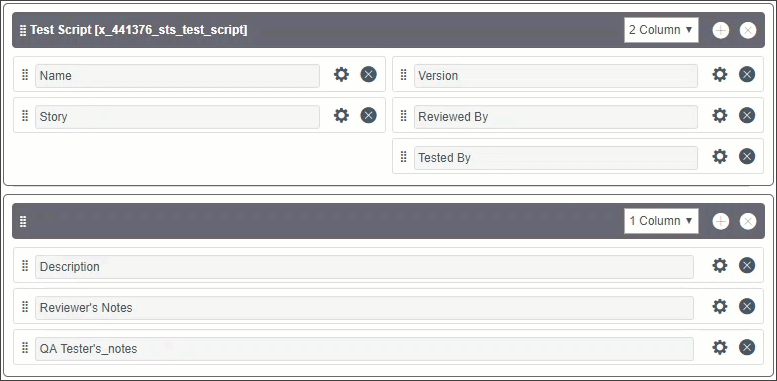 Test Script [x_441376_sts_test_script]
2 Column
Name
Version
Story
Reviewed By
Tested By
1 Column
Description
Reviewer's Notes
QA Tester's_notes